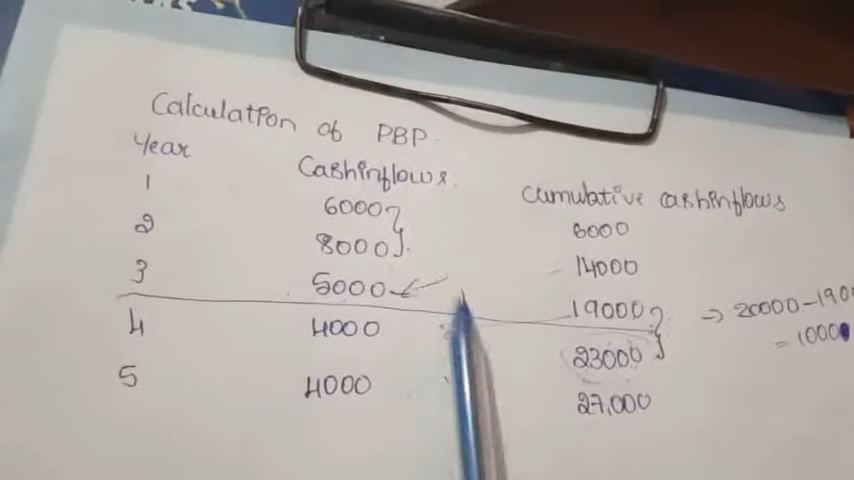 Calculation of PBP.
Year Cashinflows. Cumulative cashinflows
1 6000 6000
2 8000 14000
3 5000 19000 ⇒ 20000 - 190
4 4000 23000 = 1000
5 4000 27,000